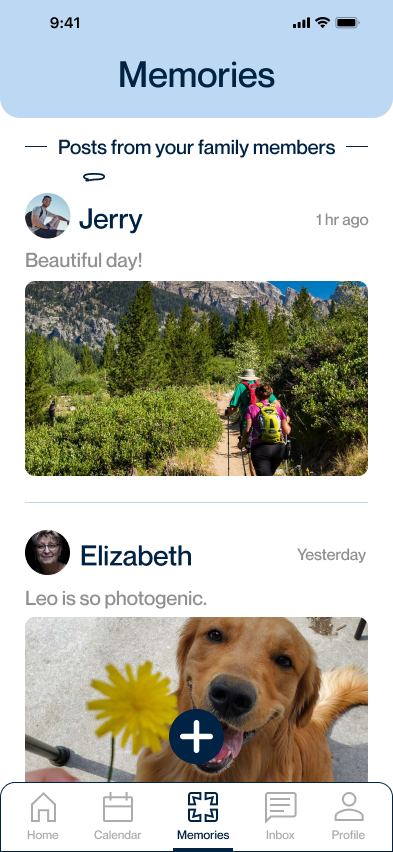 9:41
Memories
Posts from your family members
Jerry
1 hr ago
Beautiful day!
Elizabeth
Yesterday
Leo is so photogenic.
Home
Calendar
Memories
Inbox
Profile